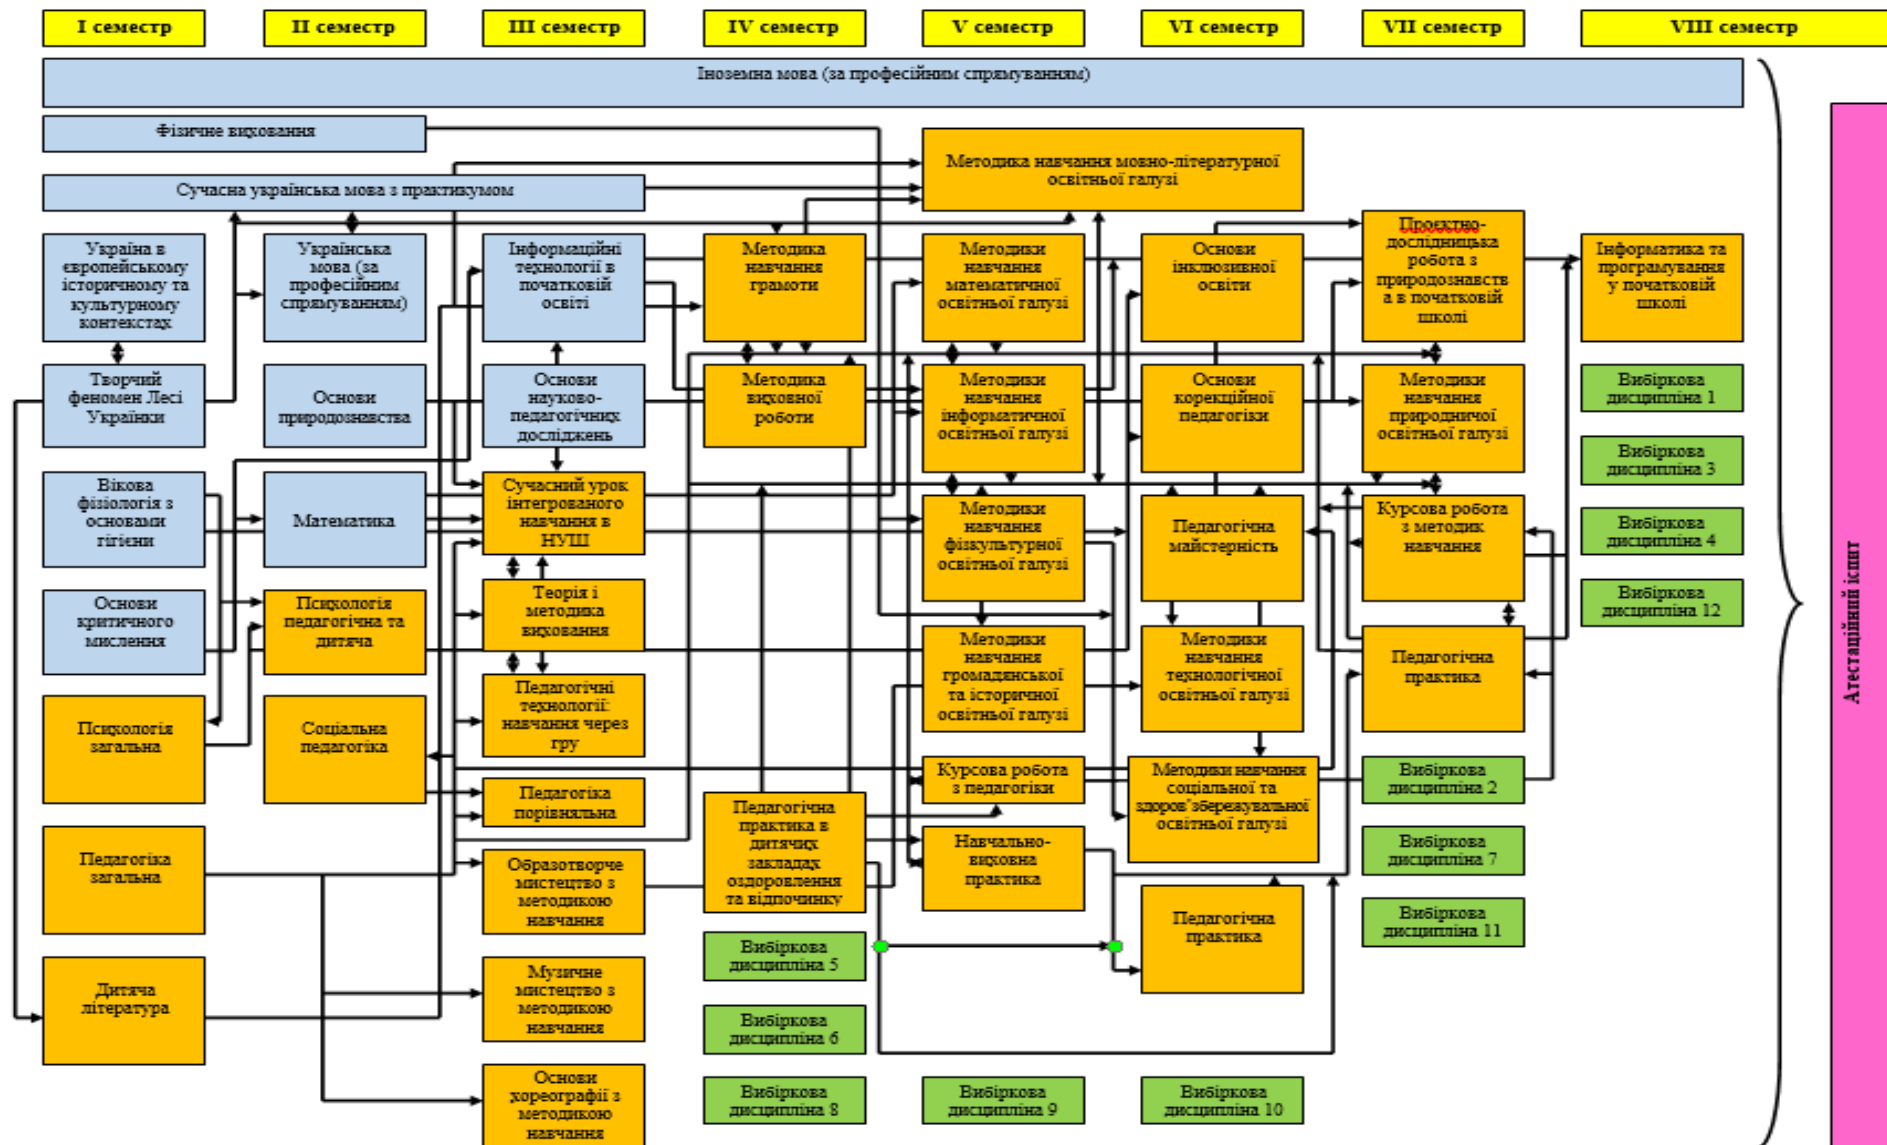 I семестр
II семестр
III семестр
IV семестр
V семестр
VI семестр
VII семестр
VIII семестр
Іноземна мова (за професійним спрямуванням)
Фізичне виховання
Сучасна українська мова з практикумом
Методика навчання мовно-літературної
освітньої галузі
Україна в
європейському
історичному та
культурному
контекстах
Українська
мова (за
професійним
спрямуванням)
Інформаційні
технології в
початковій
освіті
Методика
навчання
грамоти
Методики
навчання
математичної
освітньої галузі
Основи
інклюзивної
освіти
Проєктно-
дослідницька
робота з
природознавств
а в початковій
школі
Інформатика та
програмування
у початковій
школі
Творчий
феномен Лесі
Українки
Основи
природознавства
Основи
науково-
педагогічних
досліджень
Методика
виховної
роботи
Методики
навчання
інформатичної
освітньої галузі
Основи
корекційної
педагогіки
Методики
навчання
природничої
освітньої галузі
Вибіркова
дисципліна 1
Вибіркова
дисципліна 3
Вікова
фізіологія з
основами
гігієни
Математика
Сучасний урок
інтегрованого
навчання в
НУШ
Методики
навчання
фізкультурної
освітньої галузі
Педагогічна
майстерність
Курсова робота
з методик
навчання
Вибіркова
дисципліна 4
Вибіркова
дисципліна 12
Основи
критичного
мислення
Психологія
педагогічна та
дитяча
Теорія і
методика
виховання
Методики
навчання
громадянської
та історичної
освітньої галузі
Методики
навчання
технологічної
освітньої галузі
Педагогічна
практика
Психологія
загальна
Соціальна
педагогіка
Педагогічні
технології:
навчання через
гру
Курсова робота
з педагогіки
Методики навчання
соціальної та
здоров'збережувальної
освітньої галузі
Вибіркова
дисципліна 2
Педагогіка
порівняльна
Педагогічна
практика в
дитячих
закладах
оздоровлення
та відпочинку
Педагогіка
загальна
Образотворче
мистецтво з
методикою
навчання
Навчально-
виховна
практика
Вибіркова
дисципліна 7
Педагогічна
практика
Вибіркова
дисципліна 11
Вибіркова
дисципліна 5
Дитяча
література
Музичне
мистецтво з
методикою
навчання
Вибіркова
дисципліна 6
Основи
хореографії з
методикою
навчання
Вибіркова
дисципліна 8
Вибіркова
дисципліна 9
Вибіркова
дисципліна 10
Атестаційний іспит